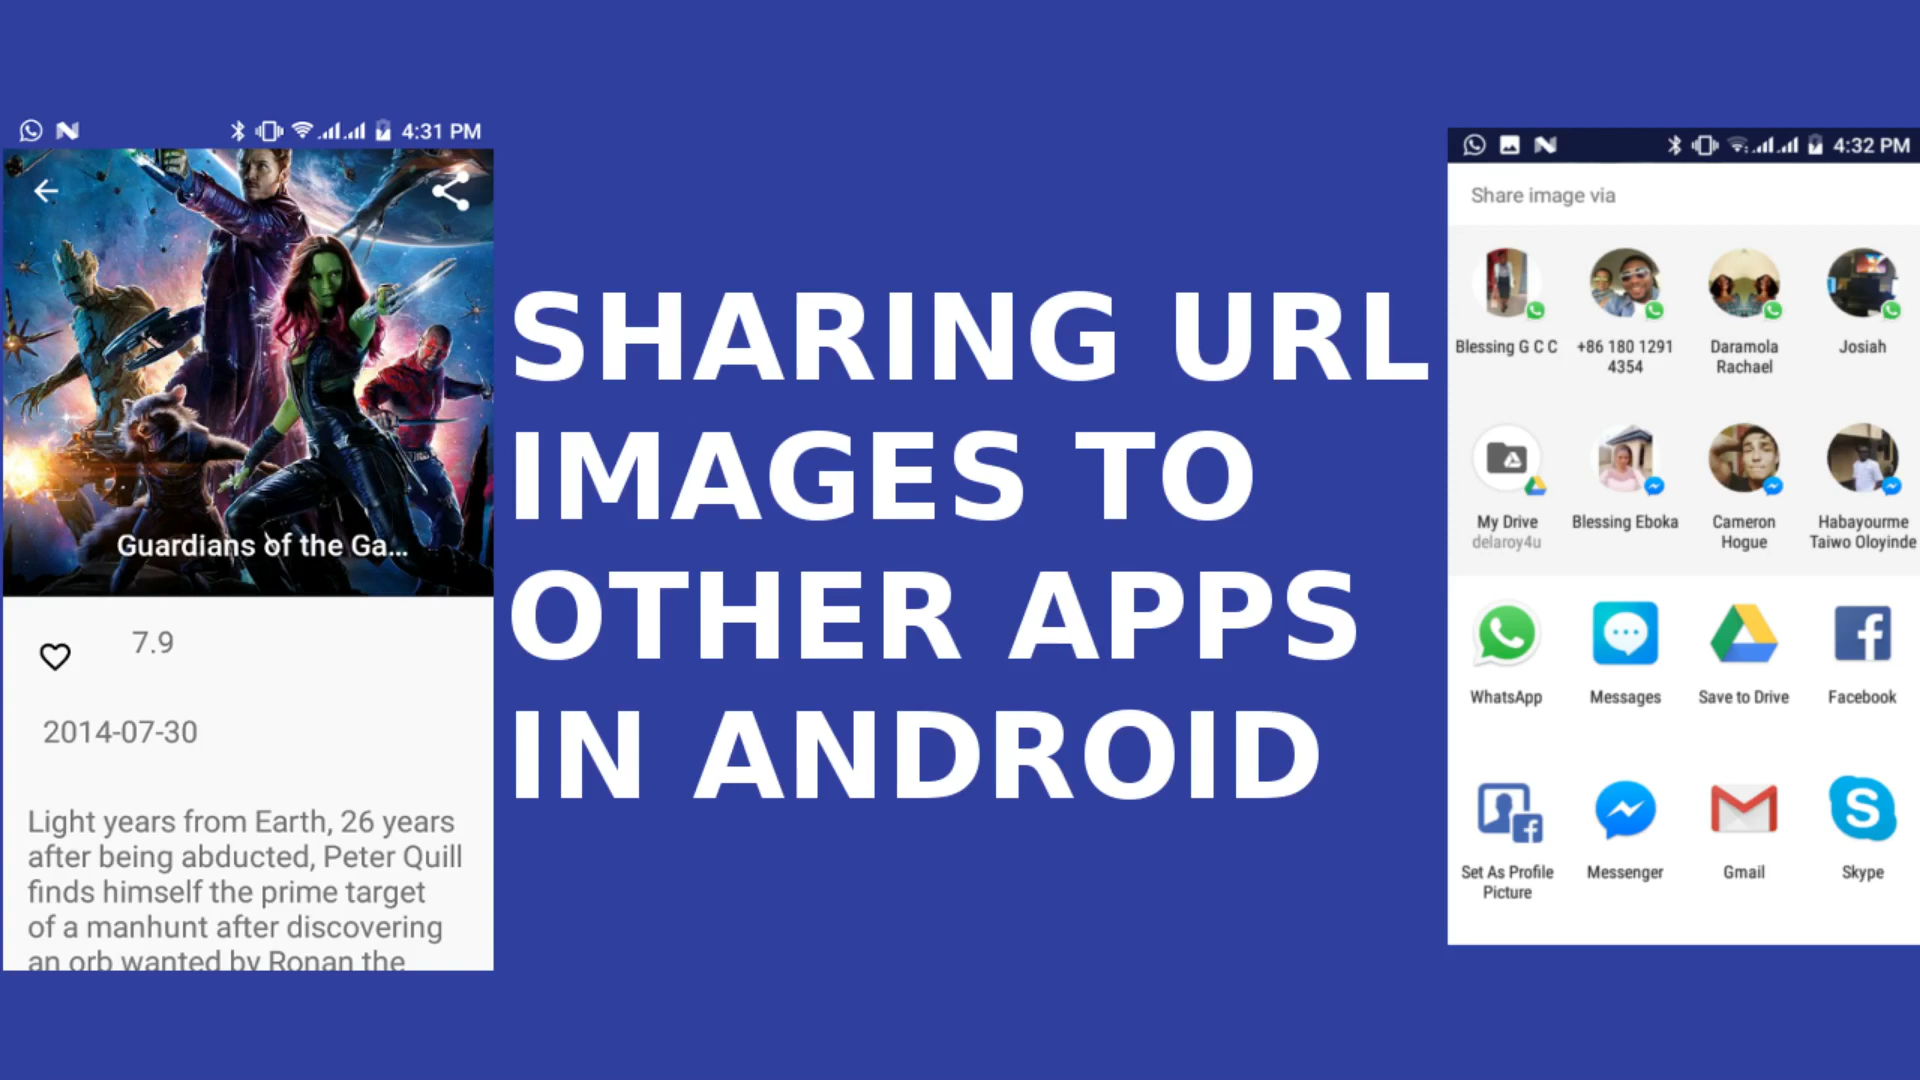 4:31 PM
Guardians of the Ga...
7.9
2014-07-30
Light years from Earth, 26 years
after being abducted, Peter Quill
finds himself the prime target
of a manhunt after discovering
an orb wanted by Ronan the
SHARING URL
IMAGES TO
OTHER APPS
IN ANDROID
4:32 PM
Share image via
Blessing G C C
+86 180 1291
4354
Daramola
Rachael
Josiah
My Drive
delaroy4u
Blessing Eboka
Cameron
Hogue
Habayourme
Taiwo Oloyinde
WhatsApp
Messages
Save to Drive
Facebook
Set As Profile
Picture
Messenger
Gmail
Skype